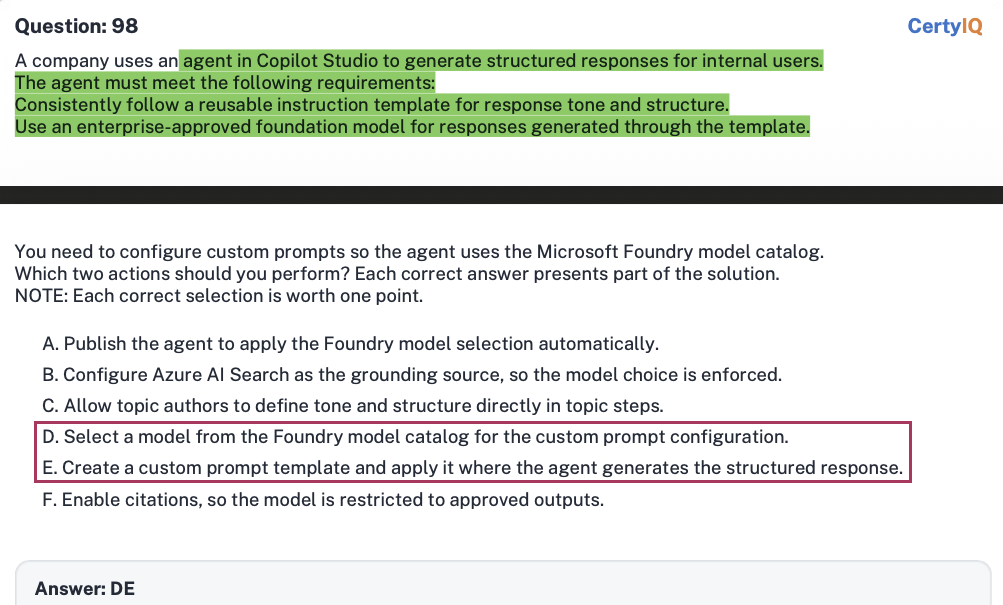 Question: 98
CertyIQ
A company uses an agent in Copilot Studio to generate structured responses for internal users.
The agent must meet the following requirements:
Consistently follow a reusable instruction template for response tone and structure.
Use an enterprise-approved foundation model for responses generated through the template.
You need to configure custom prompts so the agent uses the Microsoft Foundry model catalog.
Which two actions should you perform? Each correct answer presents part of the solution.
NOTE: Each correct selection is worth one point.
A. Publish the agent to apply the Foundry model selection automatically.
B. Configure Azure AI Search as the grounding source, so the model choice is enforced.
C. Allow topic authors to define tone and structure directly in topic steps.
D. Select a model from the Foundry model catalog for the custom prompt configuration.
E. Create a custom prompt template and apply it where the agent generates the structured response.
F. Enable citations, so the model is restricted to approved outputs.
Answer: DE